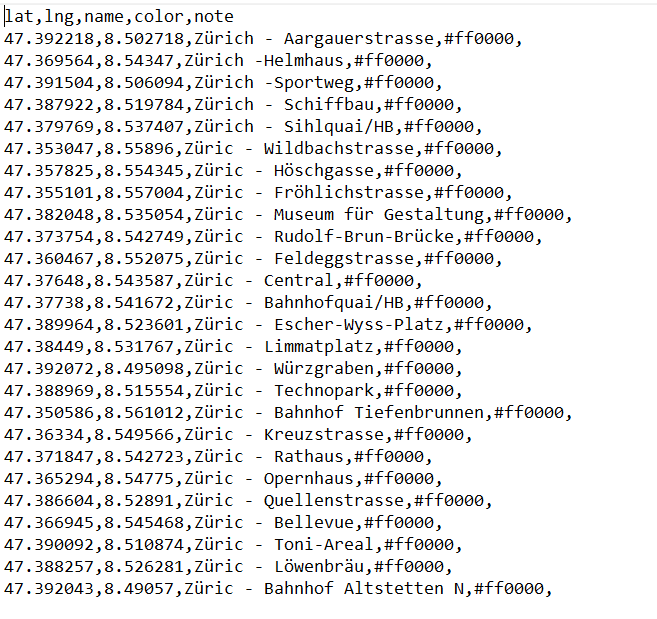 lat,lng,name,color,note
47.392218,8.502718,Zürich - Aargauerstrasse,#ff0000,
47.369564,8.54347,Zürich -Helmhaus,#ff0000,
47.391504,8.506094,Zürich -Sportweg,#ff0000,
47.387922,8.519784,Zürich - Schiffbau,#ff0000,
47.379769,8.537407,Zürich - Sihlquai/HB,#ff0000,
47.353047,8.55896,Züric - Wildbachstrasse,#ff0000,
47.357825,8.554345,Züric - Höschgasse,#ff0000,
47.355101,8.557004,Züric - Fröhlichstrasse,#ff0000,
47.382048,8.535054,Züric - Museum für Gestaltung,#ff0000,
47.373754,8.542749,Züric - Rudolf-Brun-Brücke,#ff0000,
47.360467,8.552075,Züric - Feldeggstrasse,#ff0000,
47.37648,8.543587,Züric - Central,#ff0000,
47.37738,8.541672,Züric - Bahnhofquai/HB,#ff0000,
47.389964,8.523601,Züric - Escher-Wyss-Platz,#ff0000,
47.38449,8.531767,Züric - Limmatplatz,#ff0000,
47.392072,8.495098,Züric - Würzgraben,#ff0000,
47.388969,8.515554,Züric - Technopark,#ff0000,
47.350586,8.561012,Züric - Bahnhof Tiefenbrunnen,#ff0000,
47.36334,8.549566,Züric - Kreuzstrasse,#ff0000,
47.371847,8.542723,Züric - Rathaus,#ff0000,
47.365294,8.54775,Züric - Opernhaus,#ff0000,
47.386604,8.52891,Züric - Quellenstrasse,#ff0000,
47.366945,8.545468,Züric - Bellevue,#ff0000,
47.390092,8.510874,Züric - Toni-Areal,#ff0000,
47.388257,8.526281,Züric - Löwenbräu,#ff0000,
47.392043,8.49057,Züric - Bahnhof Altstetten N,#ff0000,